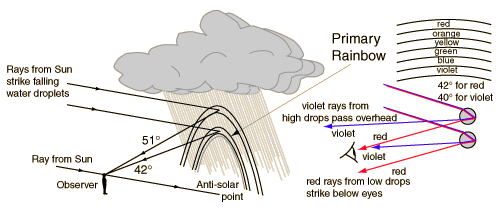 Rays from Sun
strike falling
water droplets
Primary
Rainbow
red
orange
yellow
green
blue
violet
42° for red
40° for violet
violet rays from
high drops pass overhead
violet
red
violet
red
red rays from low drops
strike below eyes
51°
42°
Ray from Sun
Observer
Anti-solar
point